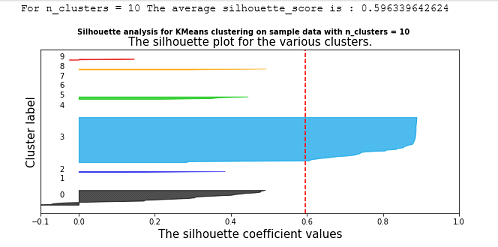 For n_clusters = 10 The average silhouette_score is : 0.596339642624
Silhouette analysis for KMeans clustering on sample data with n_clusters = 10
The silhouette plot for the various clusters.
Cluster label
9
8
7
6
5
4
3
2
1
0
−0.1 0.0 0.2 0.4 0.6 0.8 1.0
The silhouette coefficient values